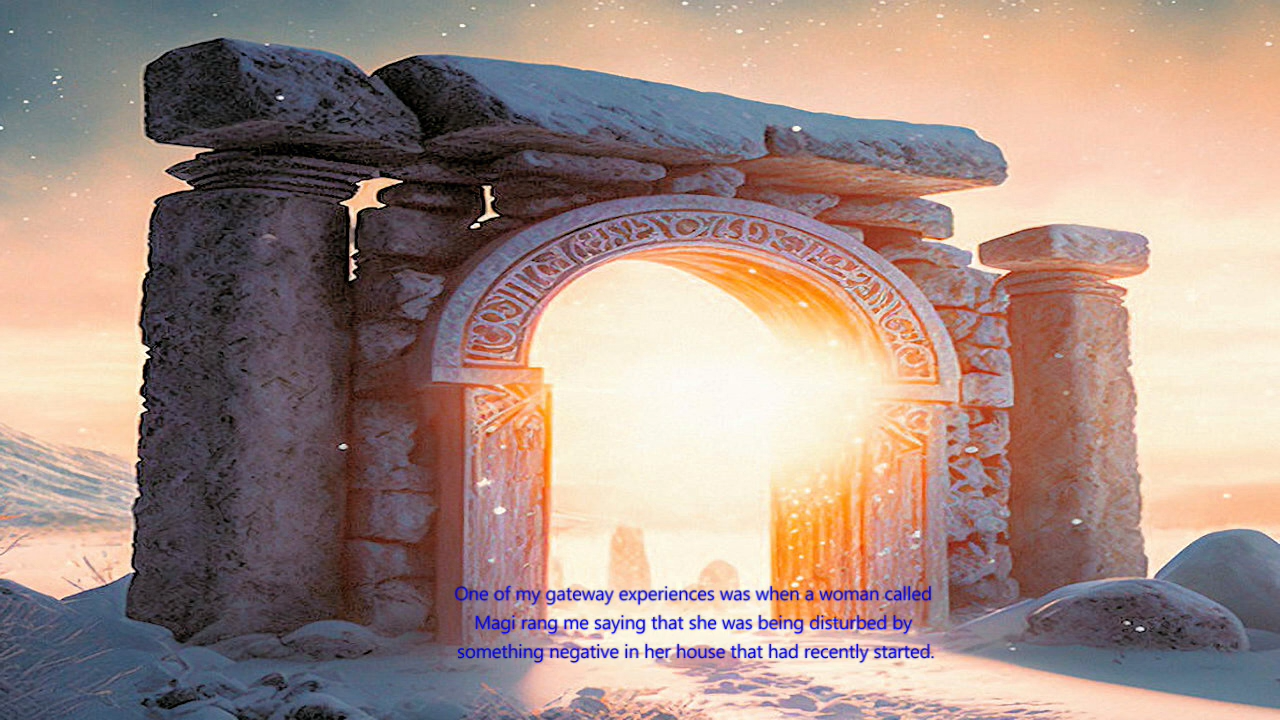 One of my gateway experiences was when a woman called
Magi rang me saying that she was being disturbed by
something negative in her house that had recently started.